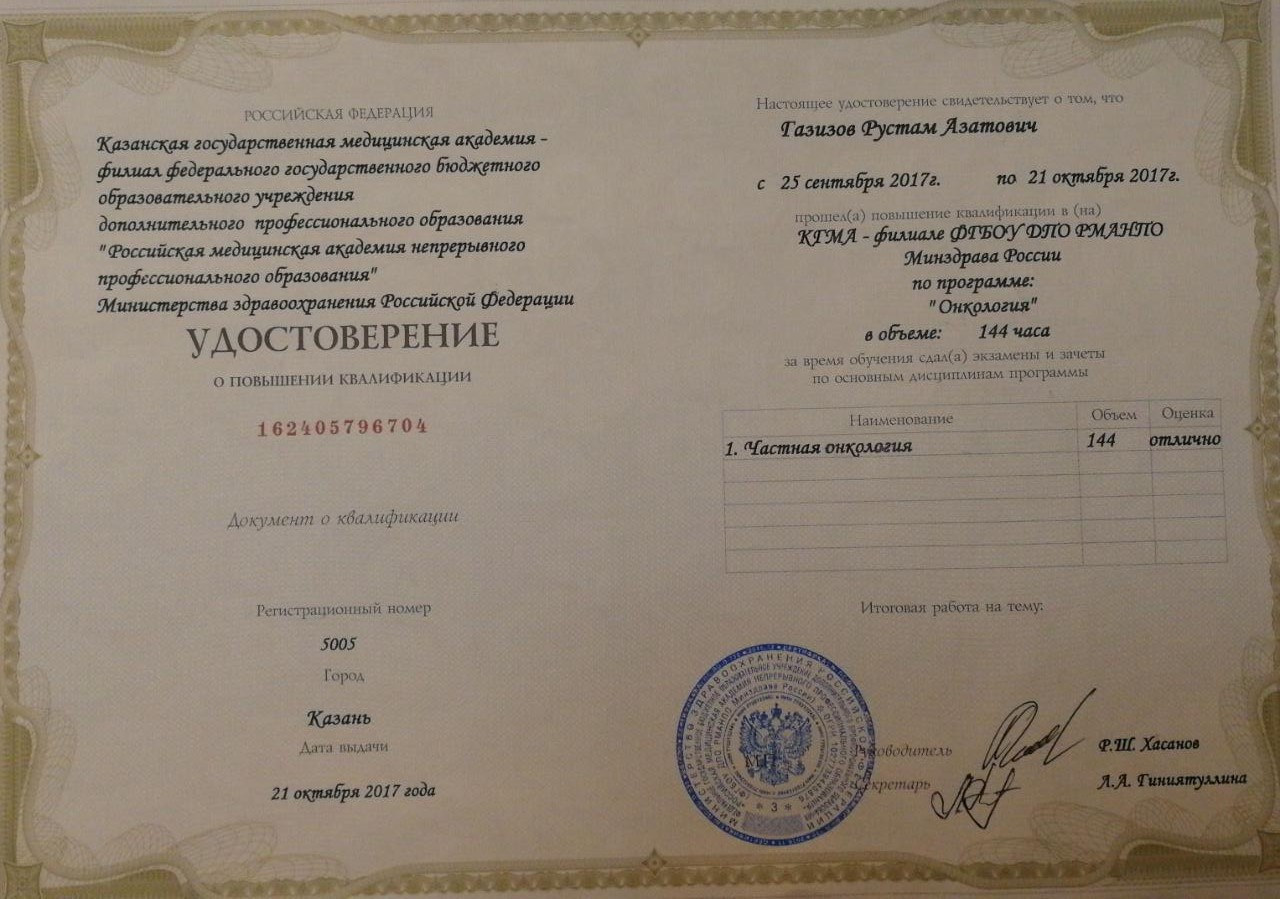 РОССИЙСКАЯ ФЕДЕРАЦИЯ
Казанская государственная медицинская академия -
филиал федерального государственного бюджетного
образовательного учреждения
дополнительного профессионального образования
"Российская медицинская академия непрерывного
профессионального образования"
Министерства здравоохранения Российской Федерации
УДОСТОВЕРЕНИЕ
О ПОВЫШЕНИИ КВАЛИФИКАЦИИ
162405796704
Документ о квалификации
Регистрационный номер
5005
Город
Казань
Дата выдачи
21 октября 2017 года
Настоящее удостоверение свидетельствует о том, что
Газизов Рустам Азатович
с 25 сентября 2017г. по 21 октября 2017г.
прошел(а) повышение квалификации в (на)
КГМА - филиале ФГБОУ ДПО РМАНПО
Минздрава России
по программе:
"Онкология"
в объеме: 144 часа
за время обучения сдал(а) экзамены и зачеты
по основным дисциплинам программы
Наименование Объем Оценка
1. Частная онкология 144 отлично
Итоговая работа на тему:
МИНИСТЕРСТВО ЗДРАВООХРАНЕНИЯ РОССИЙСКОЙ ФЕДЕРАЦИИ
* 3 *
Руководитель Р.Ш. Хасанов
Секретарь Л.А. Гиниятуллина